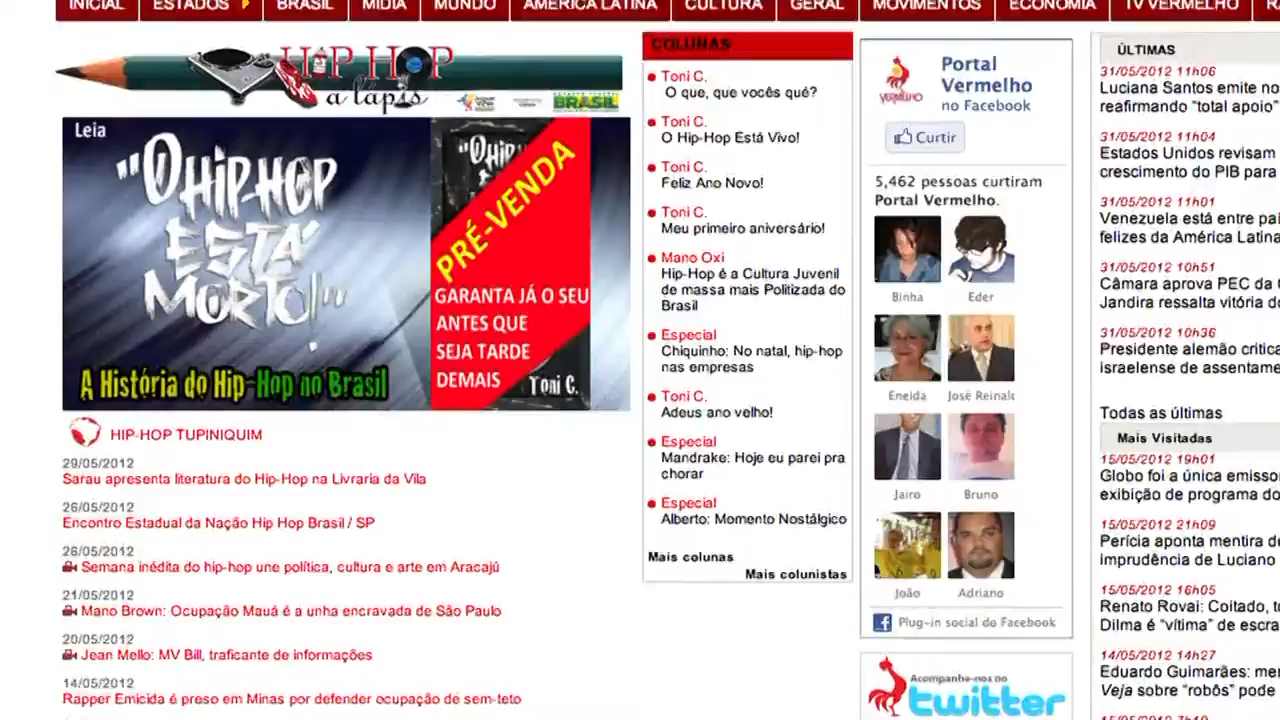 INICIAL
ESTADOS
BRASIL
MÍDIA
MUNDO
AMÉRICA LATINA
CULTURA
GERAL
MOVIMENTOS
ECONOMIA
TV VERMELHO
HIP HOP
a lápis
BRASIL
Leia
"O HIP HOP
ESTÁ
MORTO!"
A História do Hip-Hop no Brasil
"O HIP
PRÉ-VENDA
GARANTA JÁ O SEU
ANTES QUE
SEJA TARDE
DEMAIS
Toni C.
HIP-HOP TUPINIQUIM
29/05/2012
Sarau apresenta literatura do Hip-Hop na Livraria da Vila
26/05/2012
Encontro Estadual da Nação Hip Hop Brasil / SP
26/05/2012
Semana inédita do hip-hop une política, cultura e arte em Aracajú
21/05/2012
Mano Brown: Ocupação Mauá é a unha encravada de São Paulo
20/05/2012
Jean Mello: MV Bill, traficante de informações
14/05/2012
Rapper Emicida é preso em Minas por defender ocupação de sem-teto
COLUNAS
Toni C.
O que, que vocês quê?
Toni C.
O Hip-Hop Está Vivo!
Toni C.
Feliz Ano Novo!
Toni C.
Meu primeiro aniversário!
Mano Oxi
Hip-Hop é a Cultura Juvenil
de massa mais Politizada do
Brasil
Especial
Chiquinho: No natal, hip-hop
nas empresas
Toni C.
Adeus ano velho!
Especial
Mandrake: Hoje eu parei pra
chorar
Especial
Alberto: Momento Nostálgico
Mais colunas
Mais colunistas
VERMELHO
Portal
Vermelho
no Facebook
Curtir
5,462 pessoas curtiram
Portal Vermelho.
Binha
Eder
Eneida
José Reinald
Jairo
Bruno
João
Adriano
Plug-in social do Facebook
Acompanhe-nos no
twitter
ÚLTIMAS
31/05/2012 11h06
Luciana Santos emite no
reafirmando "total apoio"
31/05/2012 11h04
Estados Unidos revisam
crescimento do PIB para
31/05/2012 11h01
Venezuela está entre paí
felizes da América Latina
31/05/2012 10h51
Câmara aprova PEC da
Jandira ressalta vitória do
31/05/2012 10h36
Presidente alemão critica
israelense de assentame
Todas as últimas
Mais Visitadas
15/05/2012 19h01
Globo foi a única emisso
exibição de programa do
15/05/2012 21h09
Perícia aponta mentira de
imprudência de Luciano
15/05/2012 16h05
Renato Rovai: Coitado, t
Dilma é "vítima" de escra
14/05/2012 14h27
Eduardo Guimarães: me
Veja sobre "robôs" pode